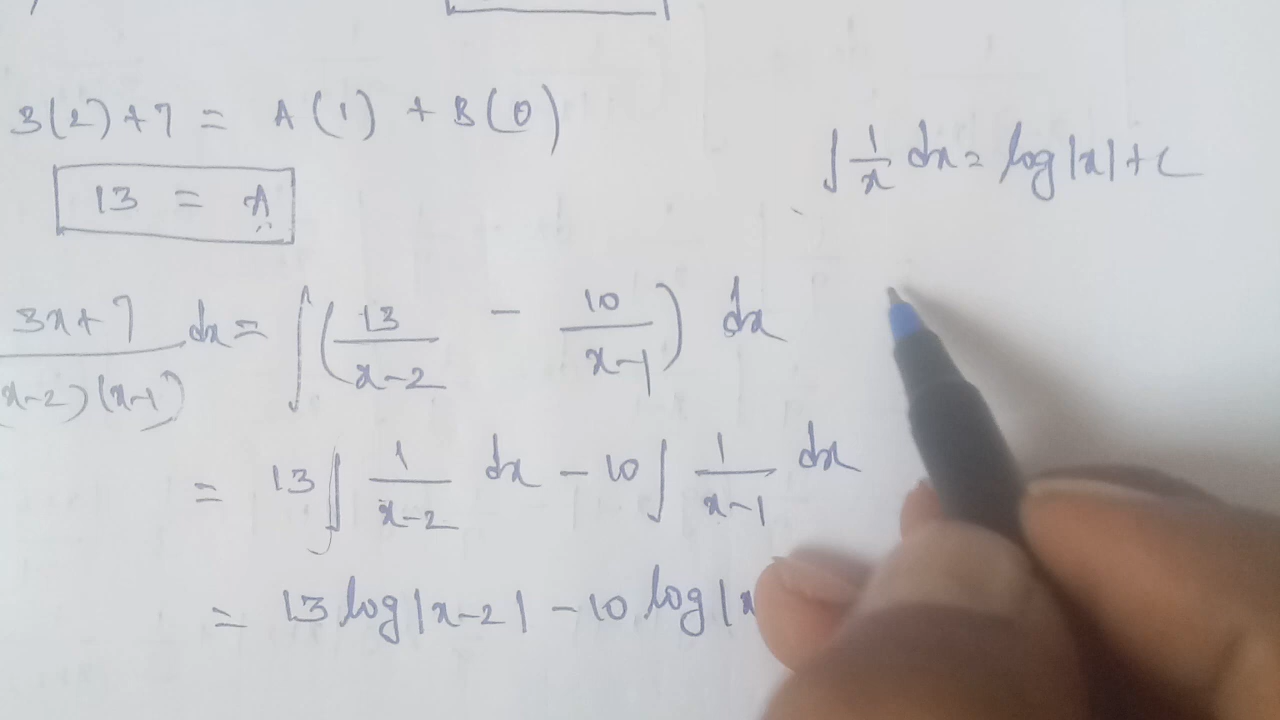 3(2)+7 = A(1) + B(0)
∫ 1/x dx = log|x|+c
13 = A
3x+7/(x-2)(x-1) dx = ∫(13/x-2 - 10/x-1) dx
= 13∫ 1/x-2 dx - 10∫ 1/x-1 dx
= 13 log|x-2| - 10 log|x